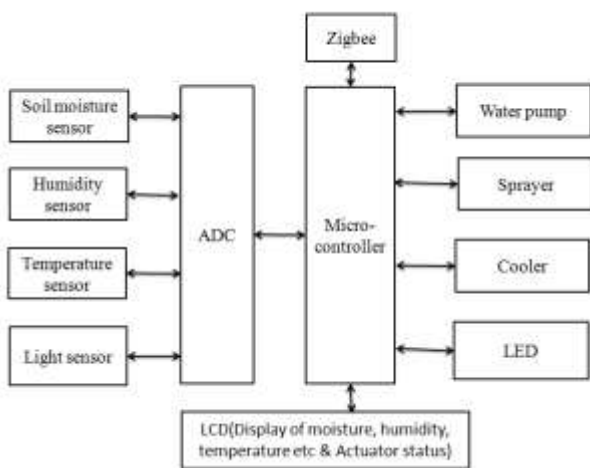 Zigbee
Soil moisture
sensor
Humidity
sensor
Temperature
sensor
Light sensor
ADC
Micro-
controller
Water pump
Sprayer
Cooler
LED
LCD(Display of moisture, humidity,
temperature etc & Actuator status)